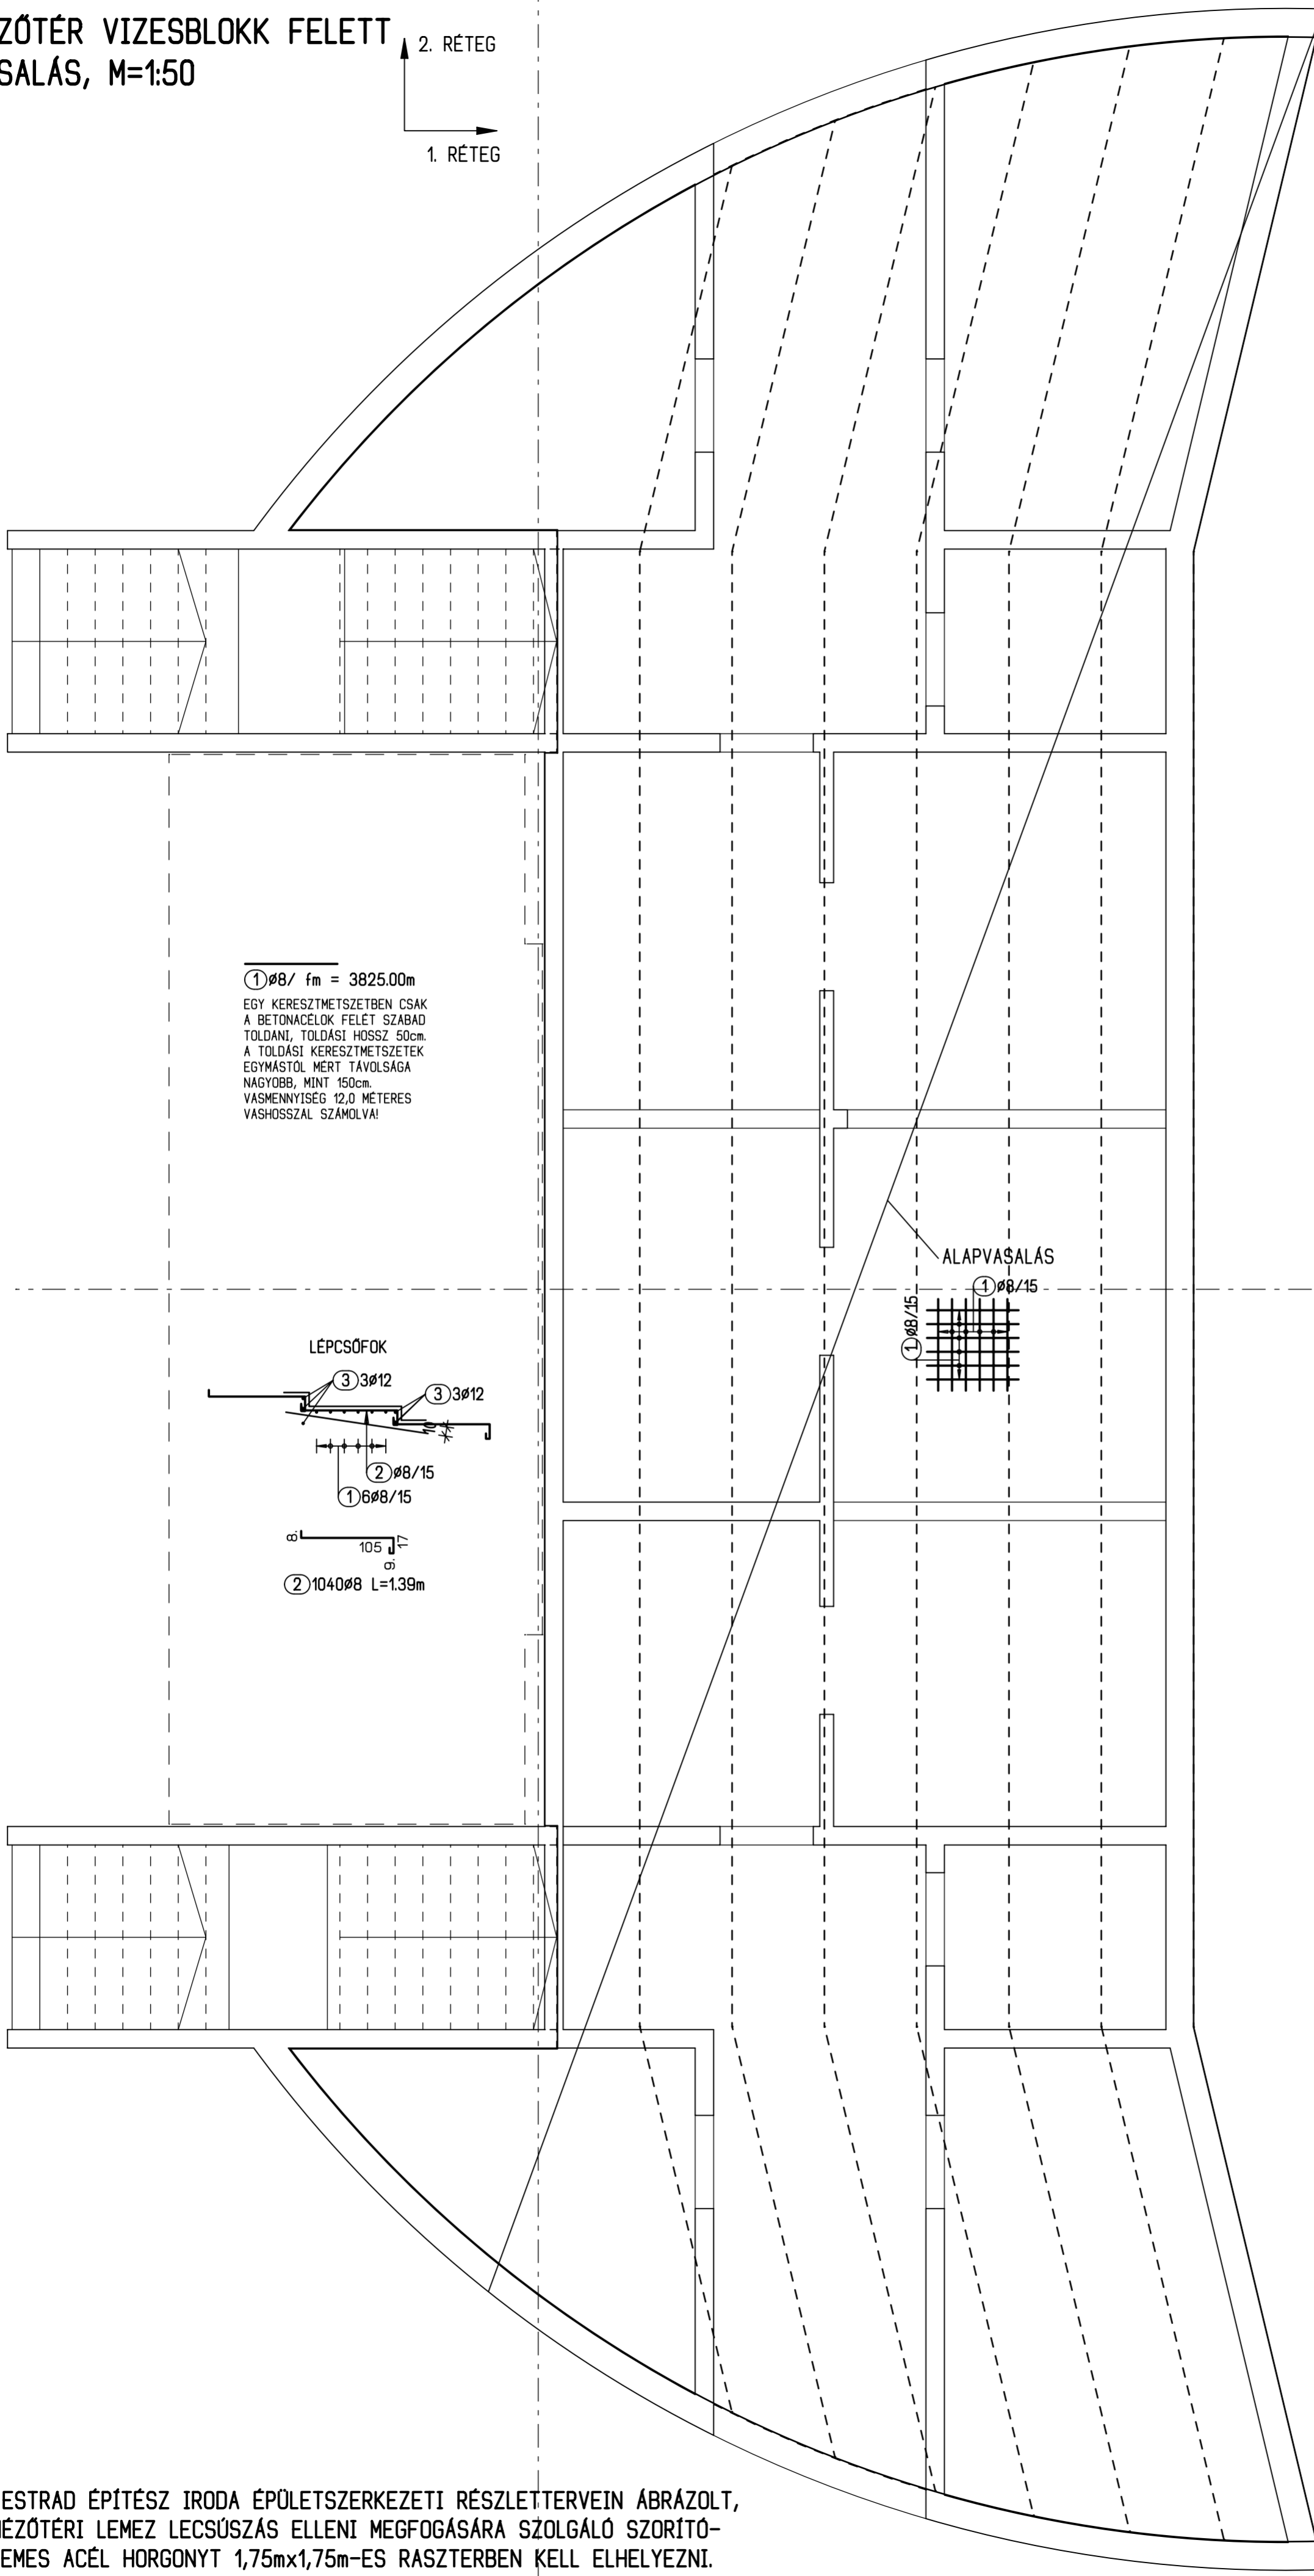 ZŐTÉR VIZESBLOKK FELETT
SALÁS, M=1:50
2. RÉTEG
1. RÉTEG
1 ø8/ fm = 3825.00m
EGY KERESZTMETSZETBEN CSAK
A BETONACÉLOK FELÉT SZABAD
TOLDANI, TOLDÁSI HOSSZ 50cm.
A TOLDÁSI KERESZTMETSZETEK
EGYMÁSTÓL MÉRT TÁVOLSÁGA
NAGYOBB, MINT 150cm.
VASMENNYISÉG 12,0 MÉTERES
VASHOSSZAL SZÁMOLVA!
ALAPVASALÁS
1 ø8/15
1 ø8/15
LÉPCSŐFOK
3 3ø12
3 3ø12
10
2 ø8/15
1 6ø8/15
8.
105
17
9.
2 1040ø8 L=1.39m
ESTRAD ÉPÍTÉSZ IRODA ÉPÜLETSZERKEZETI RÉSZLETTERVEIN ÁBRÁZOLT,
ÉZŐTÉRI LEMEZ LECSÚSZÁS ELLENI MEGFOGÁSÁRA SZOLGÁLÓ SZORÍTÓ-
EMES ACÉL HORGONYT 1,75mx1,75m-ES RASZTERBEN KELL ELHELYEZNI.